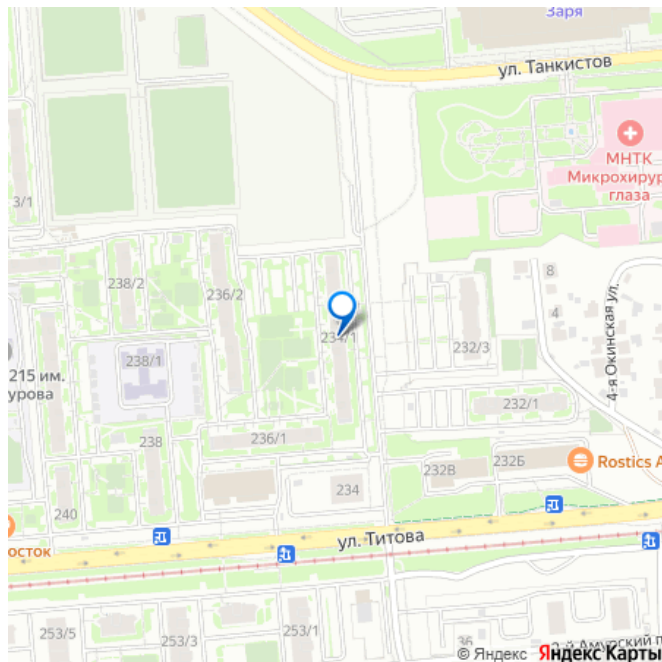 Заря
ул. Танкистов
МНТК
Микрохирур
глаза
3/1
238/2
236/2
234/1
8
4
4-я Окинская ул.
232/3
215 им.
урова
238/1
232/1
238
236/1
232В
232Б
Rostics А
234
240
осток
ул. Титова
253/5
253/3
253/1
36
2-й Амурский п
© Яндекс Яндекс Карты